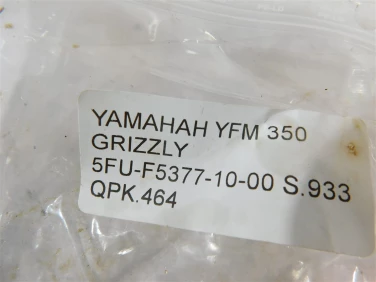 YAMAHAH YFM 350
GRIZZLY
5FU-F5377-10-00 S.933
QPK.464